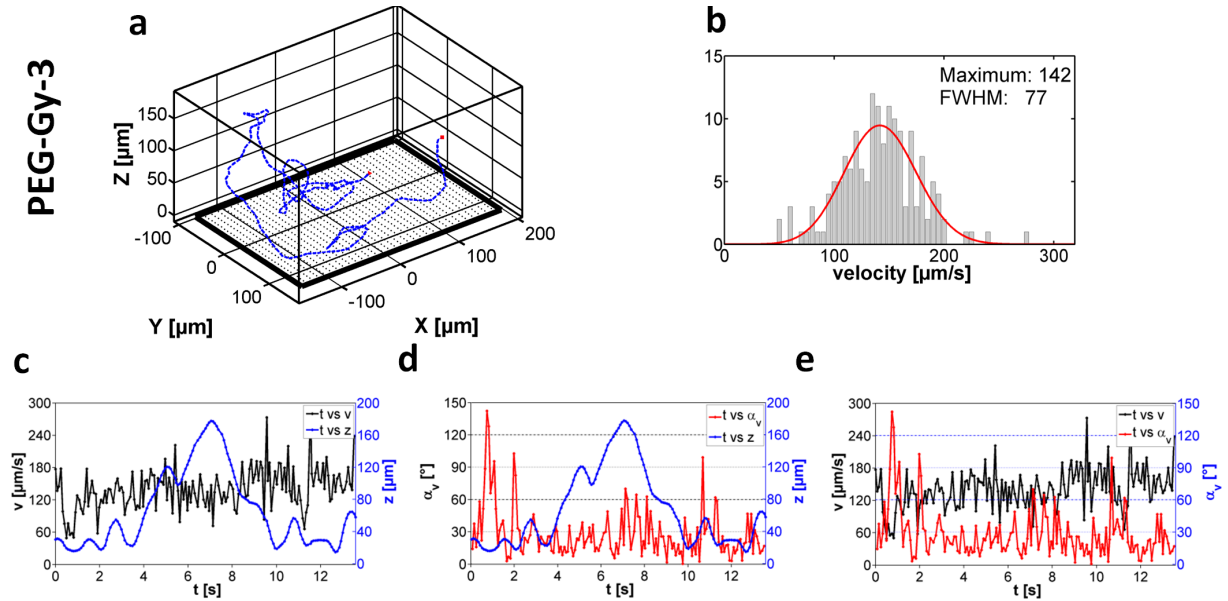 PEG-Gy-3
a
Z [µm]
150
100
50
0
-100
0
100
Y [µm]
-100
0
100
200
X [µm]
b
15
10
5
0
0
100
200
300
Maximum: 142
FWHM: 77
velocity [µm/s]
c
v [µm/s]
300
240
180
120
60
0
t vs v
t vs z
200
160
120
80
40
0
z [µm]
0 2 4 6 8 10 12
t [s]
d
αv [°]
150
120
90
60
30
0
t vs αv
t vs z
200
160
120
80
40
0
z [µm]
0 2 4 6 8 10 12
t [s]
e
v [µm/s]
300
240
180
120
60
0
t vs v
t vs αv
150
120
90
60
30
0
αv [°]
0 2 4 6 8 10 12
t [s]